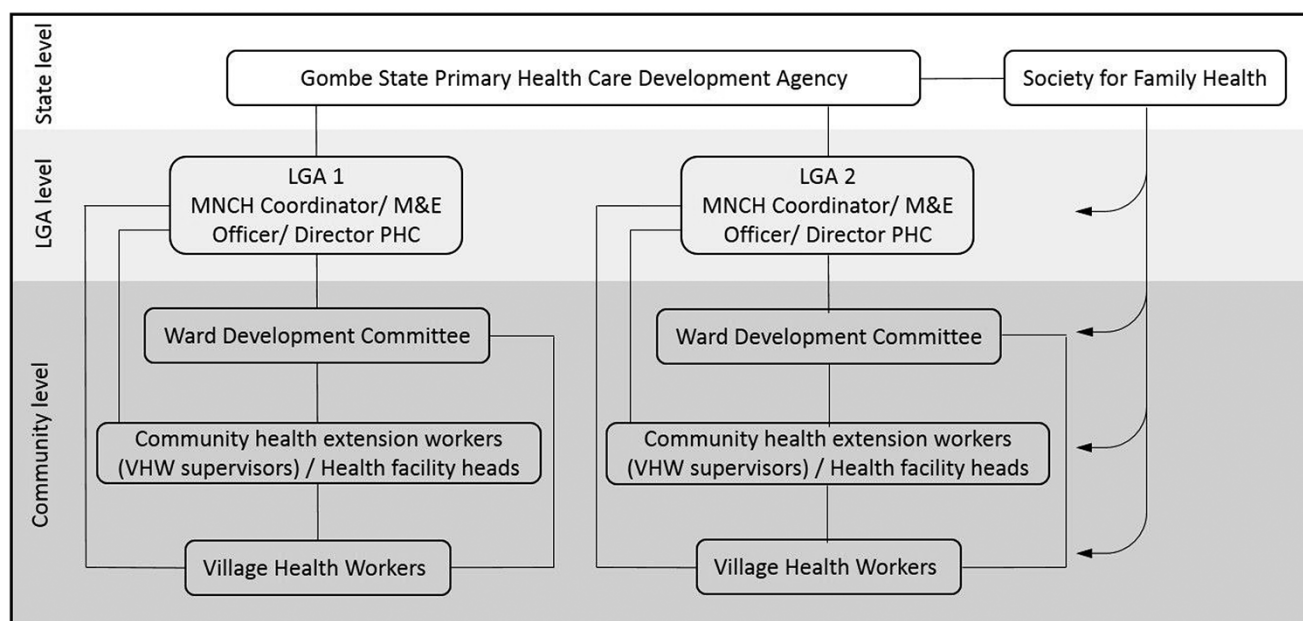 State level
Gombe State Primary Health Care Development Agency
Society for Family Health
LGA level
LGA 1
MNCH Coordinator/ M&E
Officer/ Director PHC
LGA 2
MNCH Coordinator/ M&E
Officer/ Director PHC
Community level
Ward Development Committee
Ward Development Committee
Community health extension workers
(VHW supervisors) / Health facility heads
Community health extension workers
(VHW supervisors) / Health facility heads
Village Health Workers
Village Health Workers